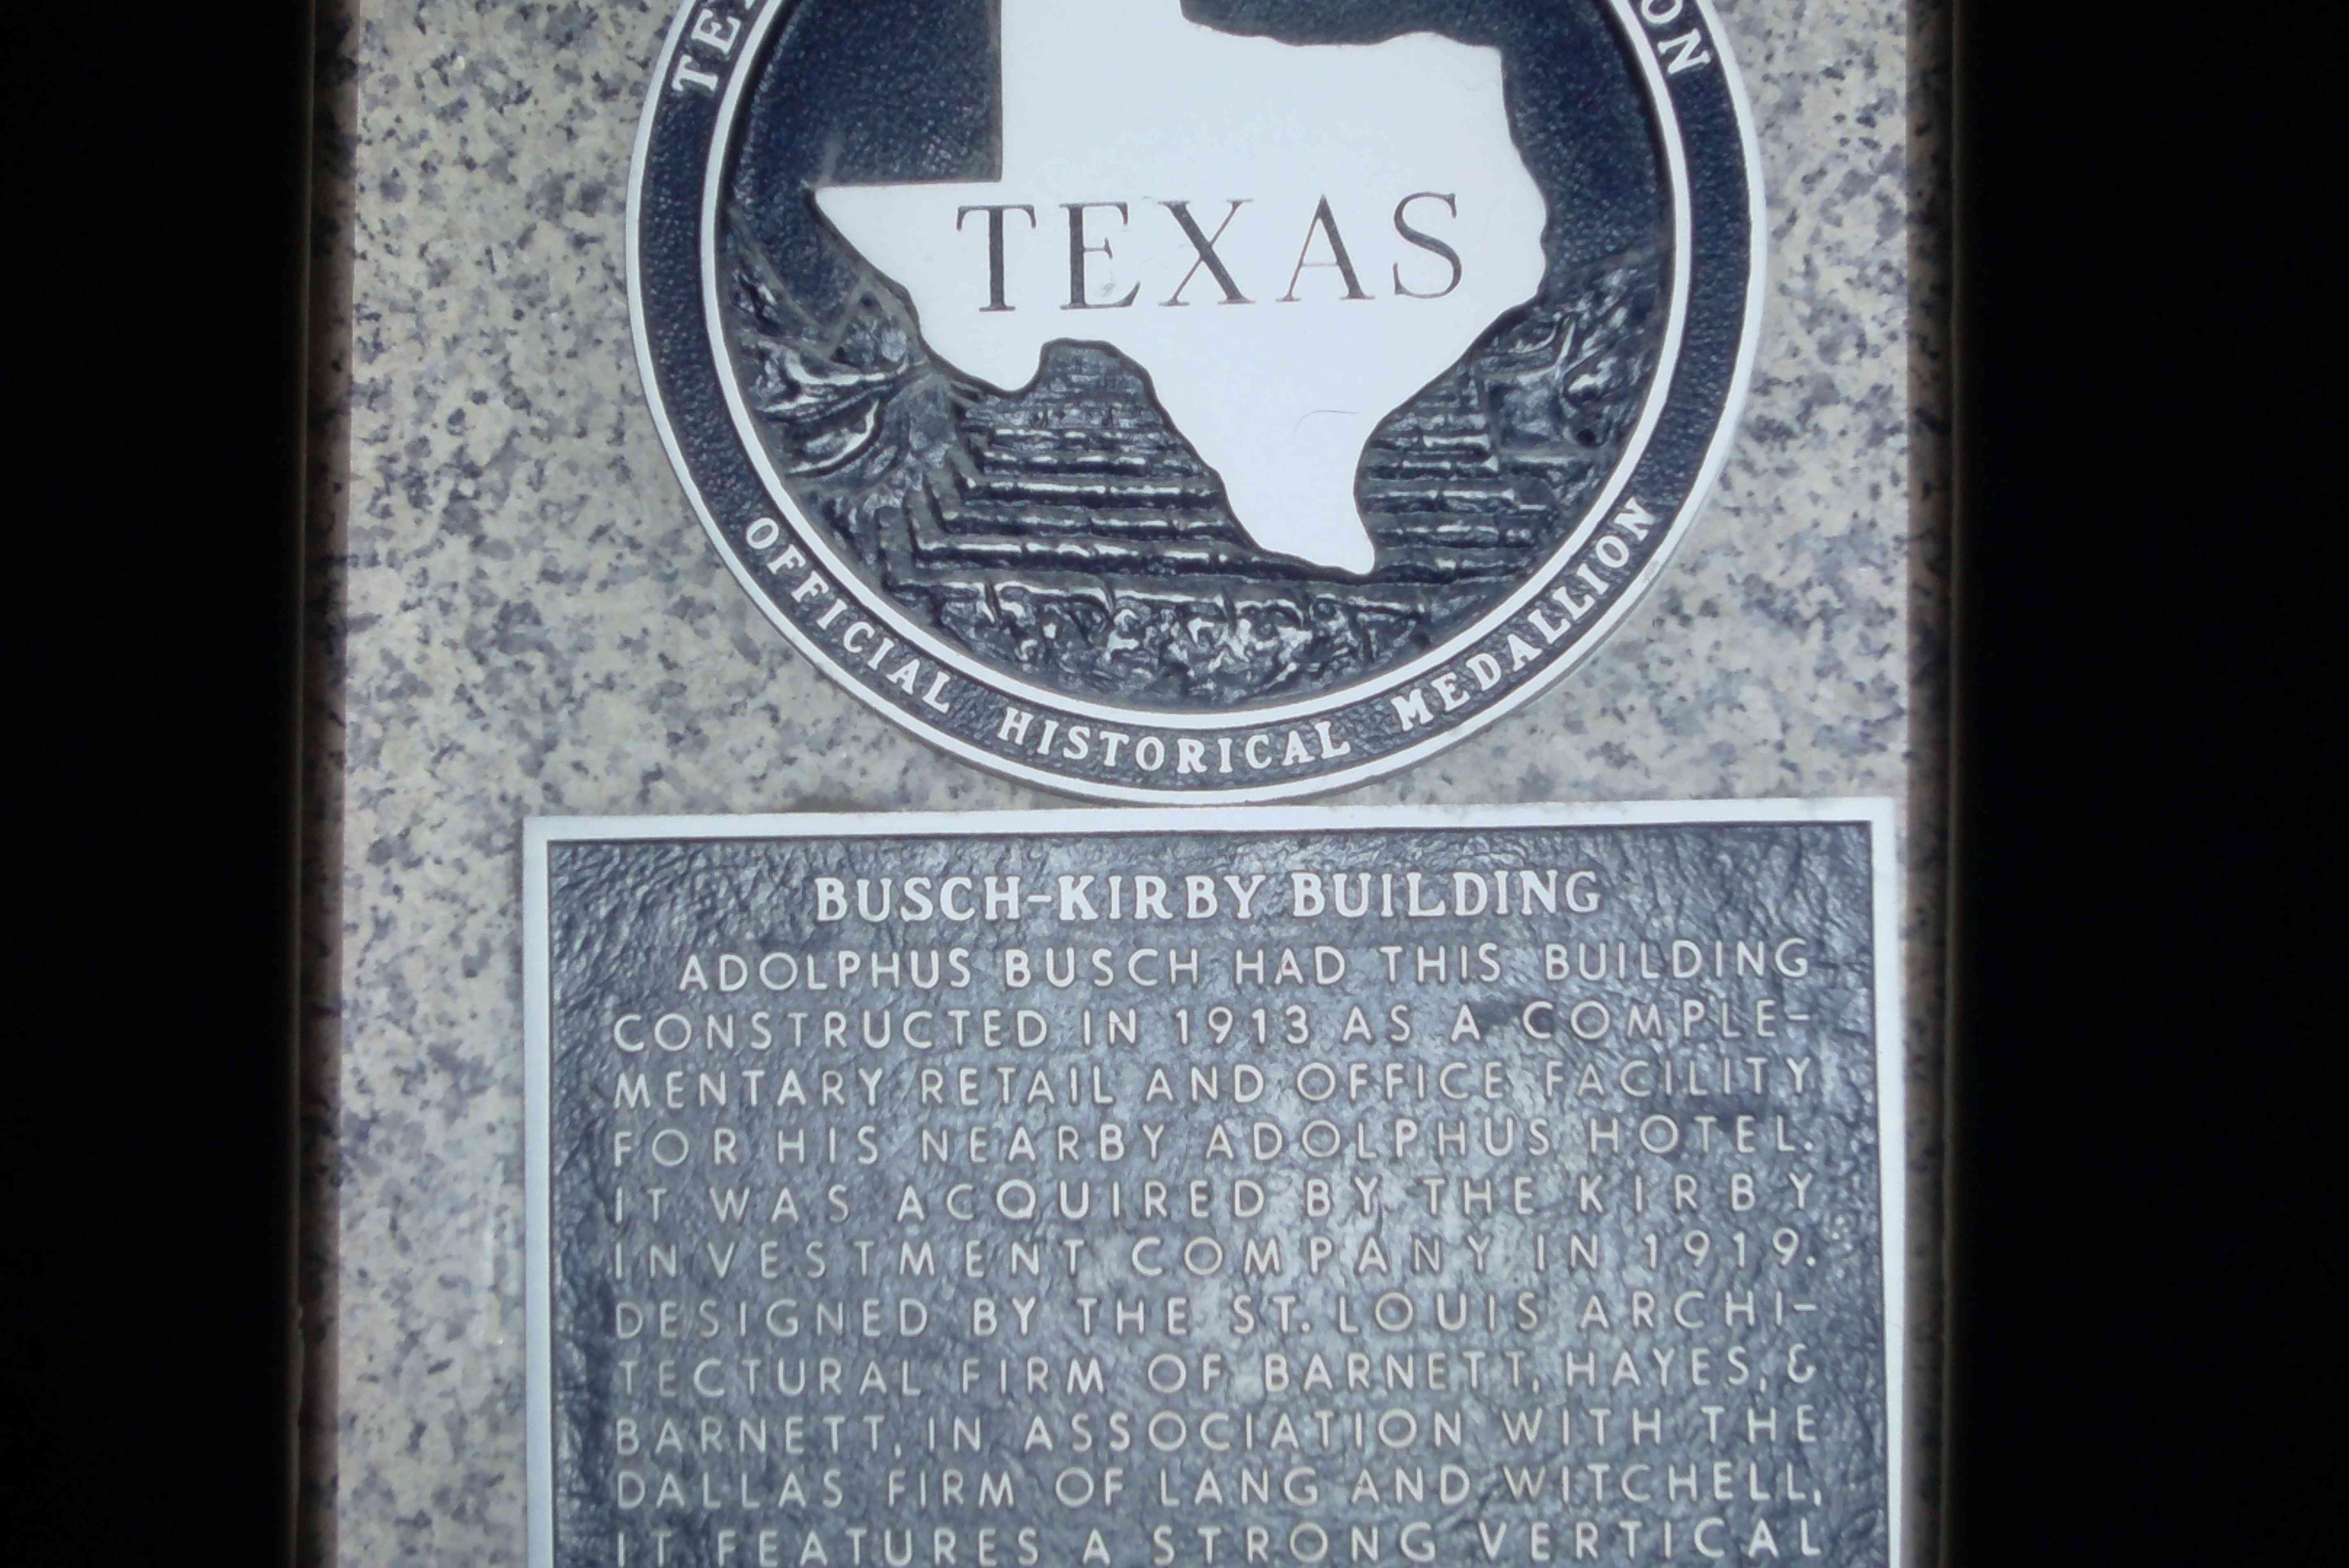 TEXAS
OFFICIAL HISTORICAL MEDALLION
BUSCH-KIRBY BUILDING
ADOLPHUS BUSCH HAD THIS BUILDING
CONSTRUCTED IN 1913 AS A COMPLE-
MENTARY RETAIL AND OFFICE FACILITY
FOR HIS NEARBY ADOLPHUS HOTEL.
IT WAS ACQUIRED BY THE KIRBY
INVESTMENT COMPANY IN 1919.
DESIGNED BY THE ST. LOUIS ARCHI-
TECTURAL FIRM OF BARNETT, HAYES, &
BARNETT, IN ASSOCIATION WITH THE
DALLAS FIRM OF LANG AND WITCHELL,
IT FEATURES A STRONG VERTICAL